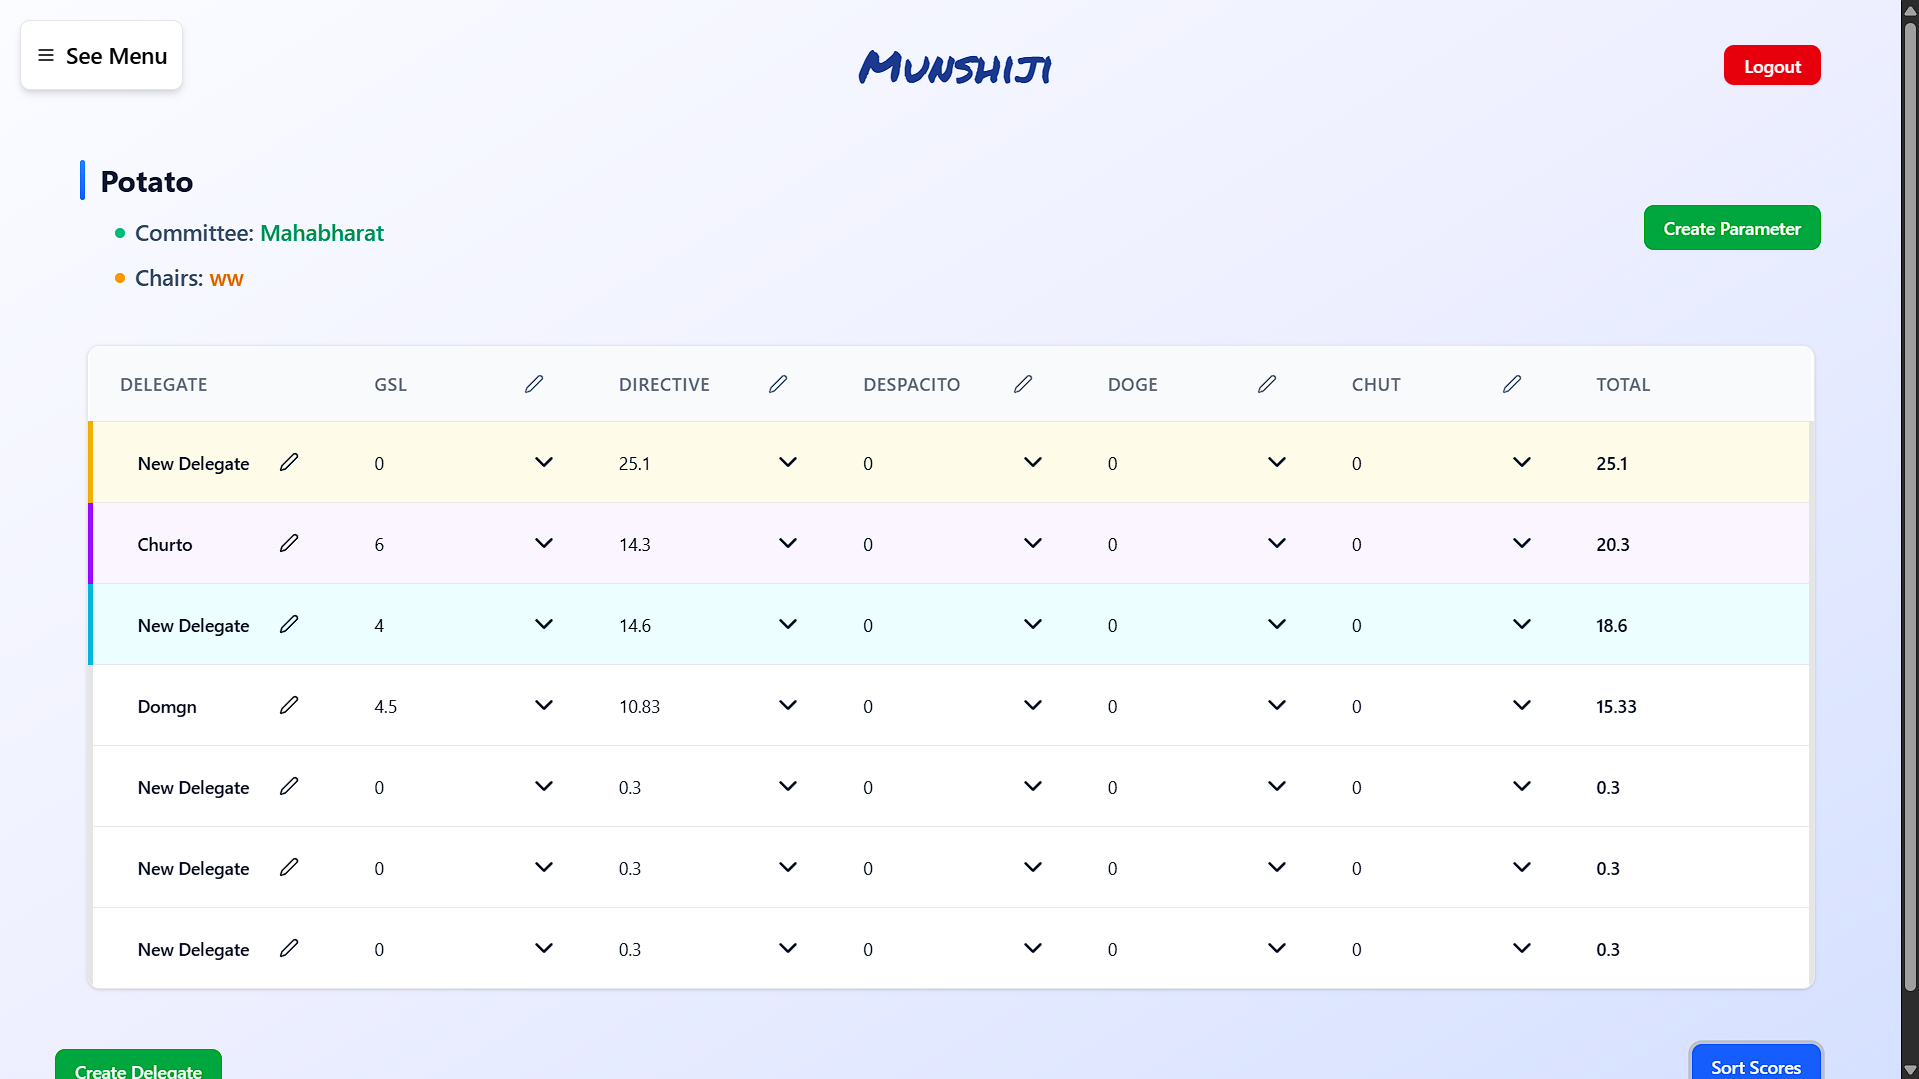 See Menu
Munshiji
Logout
Potato
Committee: Mahabharat
Create Parameter
Chairs: ww
DELEGATE GSL DIRECTIVE DESPACITO DOGE CHUT TOTAL
New Delegate 0 25.1 0 0 0 25.1
Churto 6 14.3 0 0 0 20.3
New Delegate 4 14.6 0 0 0 18.6
Domgn 4.5 10.83 0 0 0 15.33
New Delegate 0 0.3 0 0 0 0.3
New Delegate 0 0.3 0 0 0 0.3
New Delegate 0 0.3 0 0 0 0.3
Create Delegate
Sort Scores